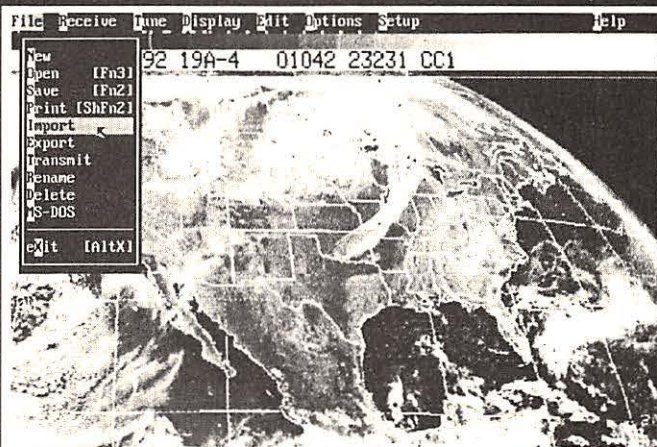 File Receive Tune Display Edit Options Setup Help
92 19A-4 01042 23231 CC1
New
Open [Fn3]
Save [Fn2]
Print [ShFn2]
Import
Export
Transmit
Rename
Delete
MS-DOS
eXit [AltX]